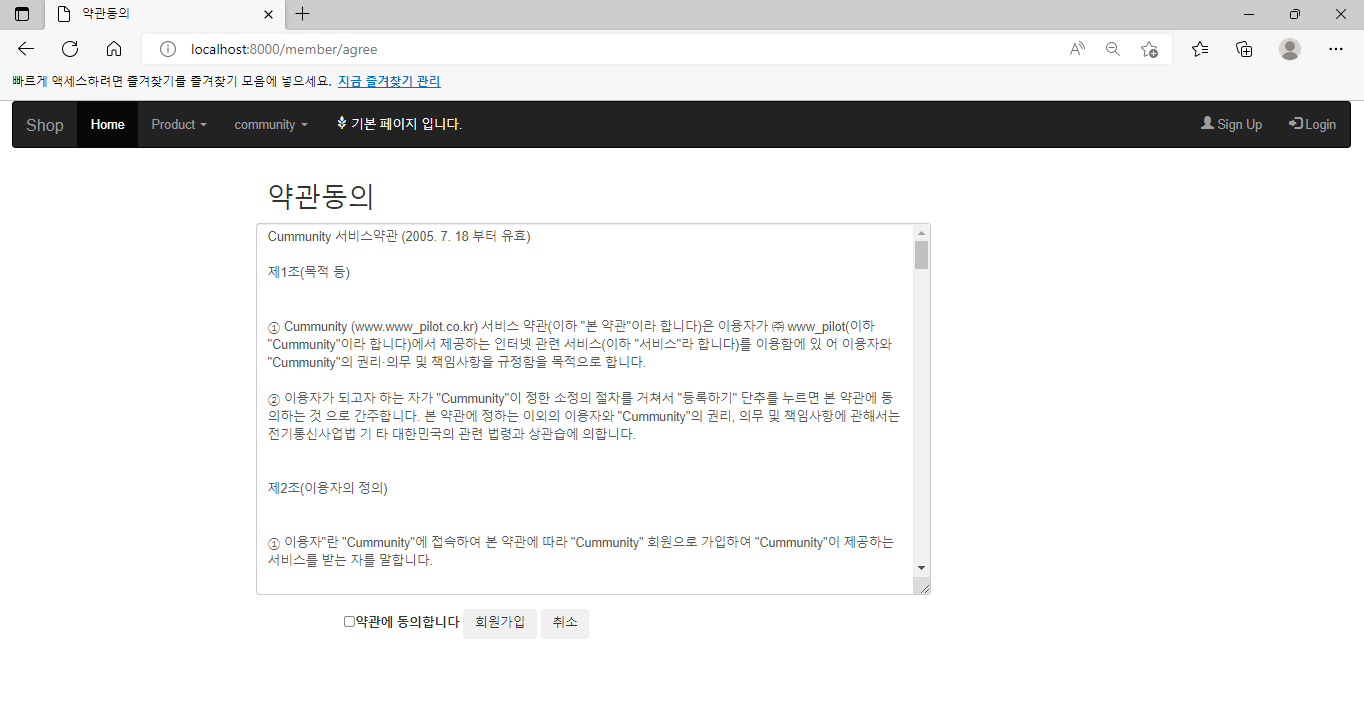 약관동의
localhost:8000/member/agree
빠르게 액세스하려면 즐겨찾기를 즐겨찾기 모음에 넣으세요. 지금 즐겨찾기 관리
Shop Home Product community 기본 페이지 입니다. Sign Up Login
약관동의
Cummunity 서비스약관 (2005. 7. 18 부터 유효)
제1조(목적 등)
① Cummunity (www.www_pilot.co.kr) 서비스 약관(이하 "본 약관"이라 합니다)은 이용자가 ㈜ www_pilot(이하
"Cummunity"이라 합니다)에서 제공하는 인터넷 관련 서비스(이하 "서비스"라 합니다)를 이용함에 있 어 이용자와
"Cummunity"의 권리·의무 및 책임사항을 규정함을 목적으로 합니다.
② 이용자가 되고자 하는 자가 "Cummunity"이 정한 소정의 절차를 거쳐서 "등록하기" 단추를 누르면 본 약관에 동
의하는 것 으로 간주합니다. 본 약관에 정하는 이외의 이용자와 "Cummunity"의 권리, 의무 및 책임사항에 관해서는
전기통신사업법 기 타 대한민국의 관련 법령과 상관습에 의합니다.
제2조(이용자의 정의)
① 이용자"란 "Cummunity"에 접속하여 본 약관에 따라 "Cummunity" 회원으로 가입하여 "Cummunity"이 제공하는
서비스를 받는 자를 말합니다.
약관에 동의합니다 회원가입 취소